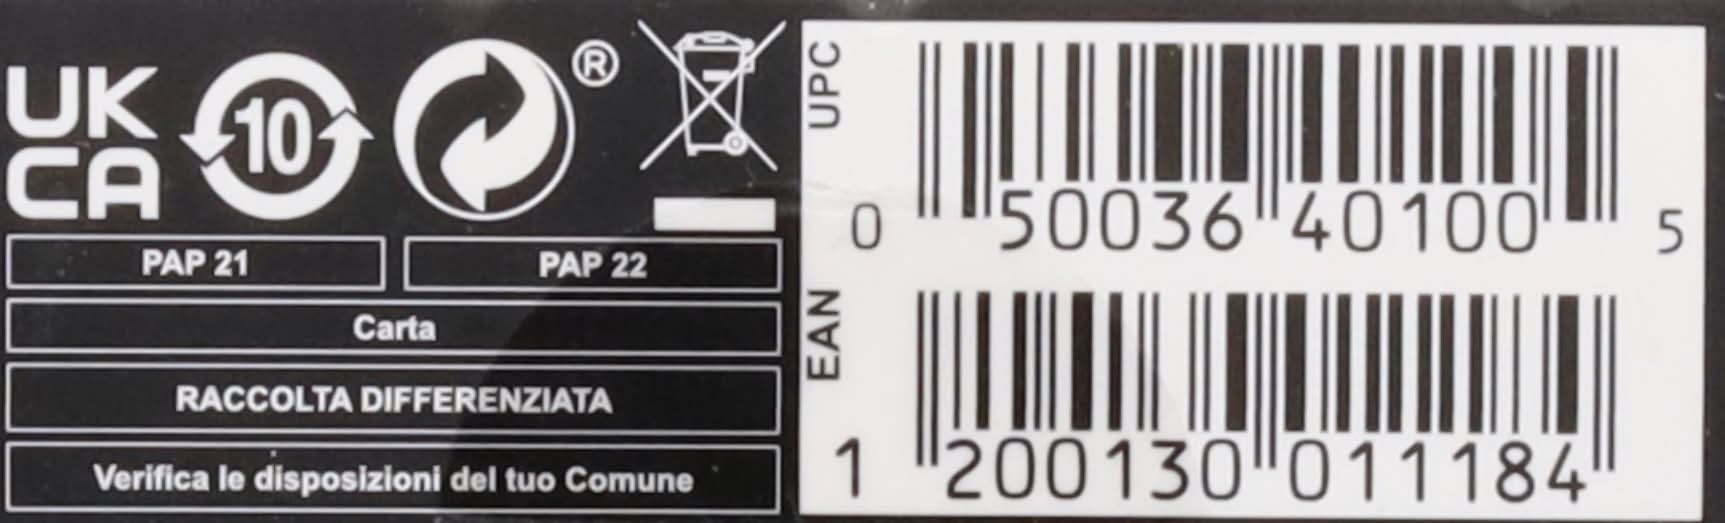 UK
CA
10
®
PAP 21
PAP 22
Carta
RACCOLTA DIFFERENZIATA
Verifica le disposizioni del tuo Comune
UPC
0 50036 40100 5
EAN
1 200130 011184